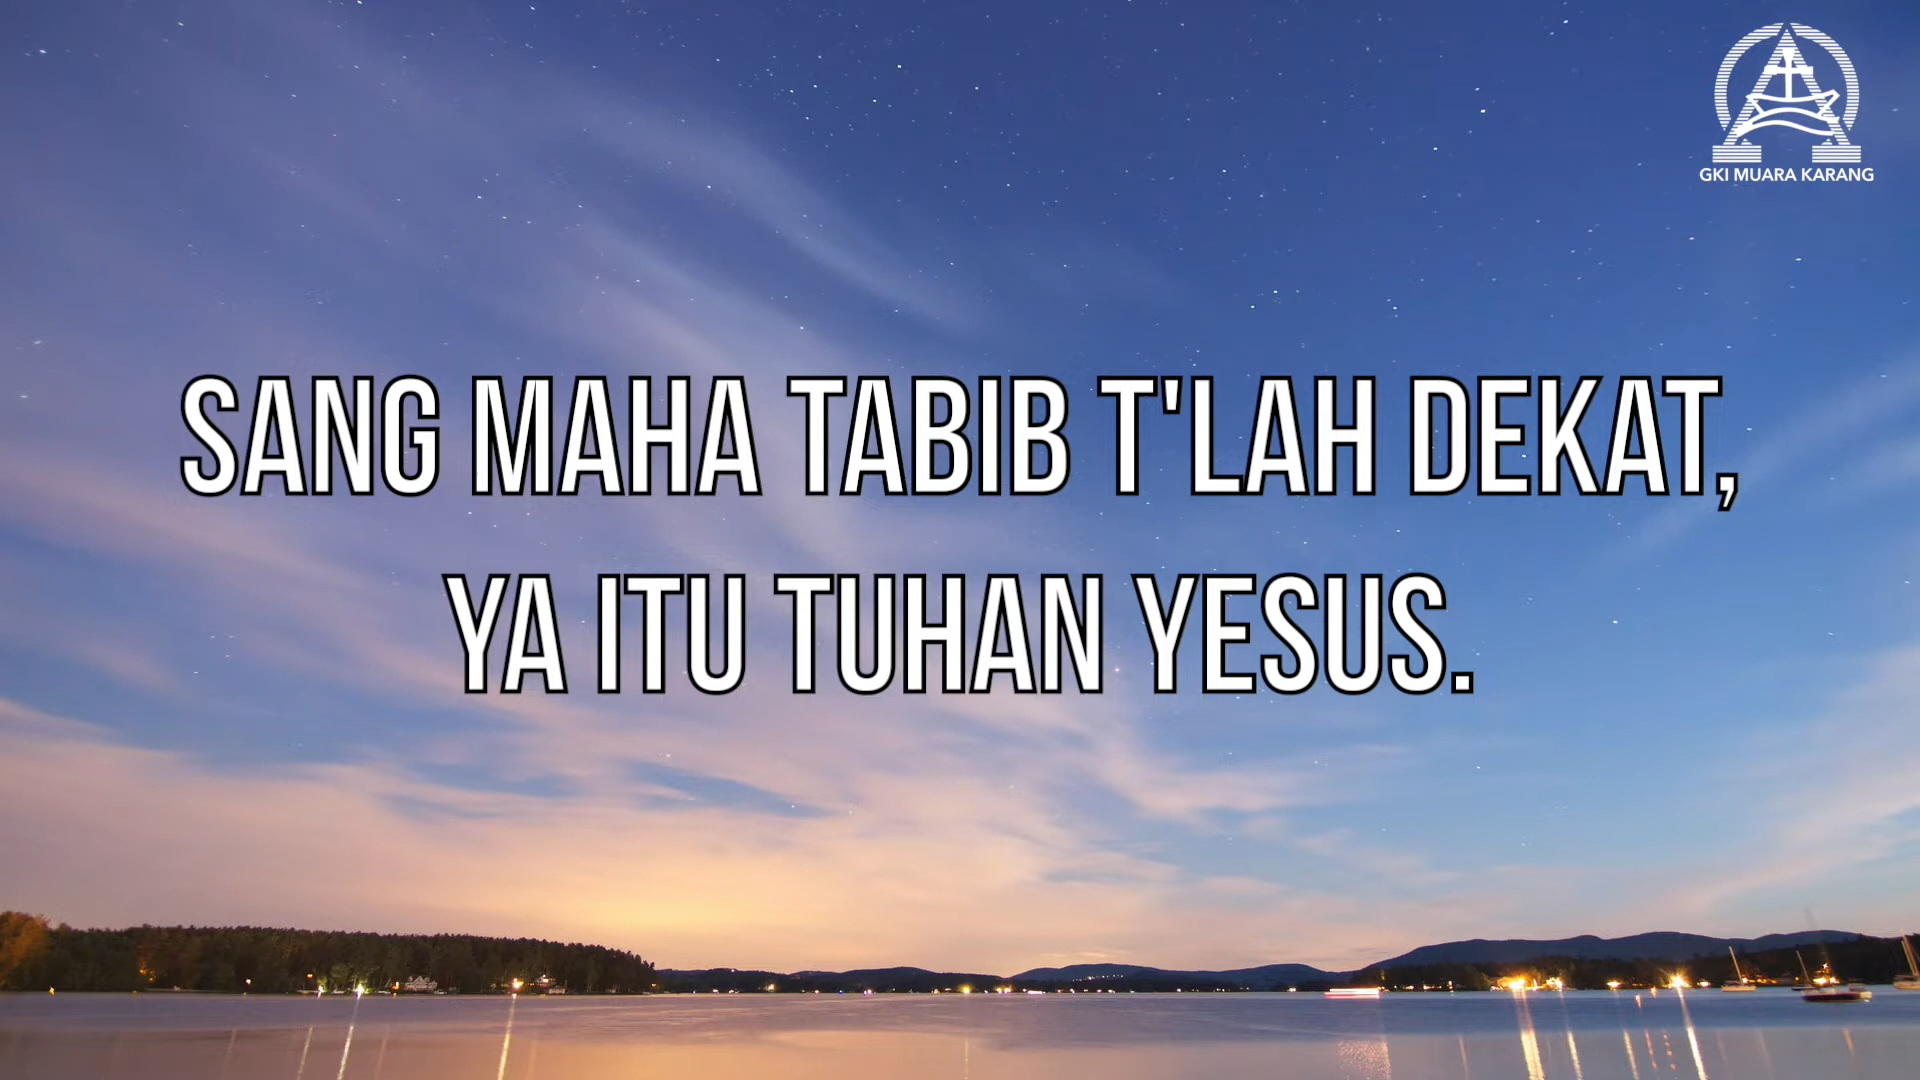 GKI MUARA KARANG
SANG MAHA TABIB T'LAH DEKAT,
YA ITU TUHAN YESUS.